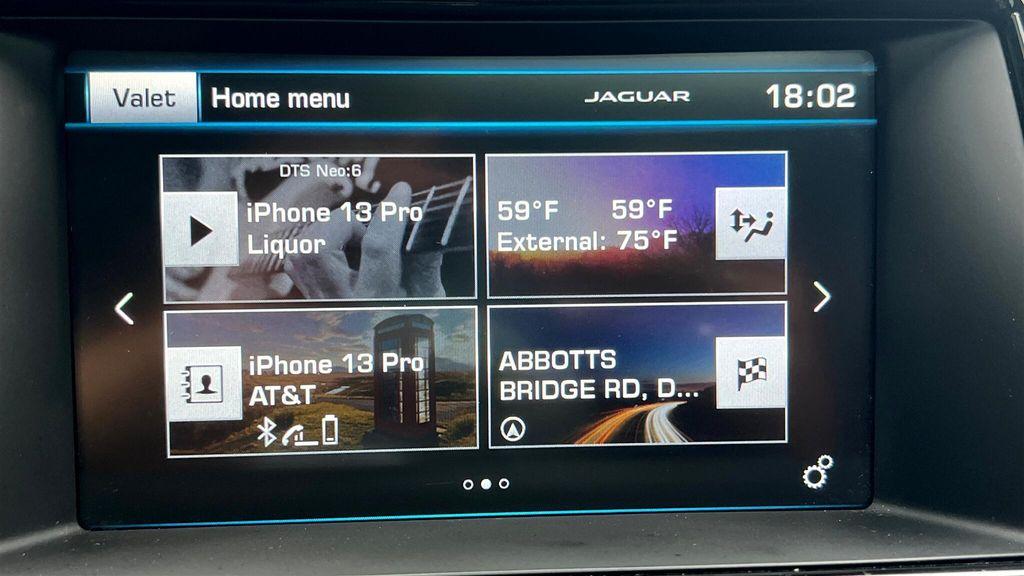 Valet
Home menu
JAGUAR
18:02
DTS Neo:6
iPhone 13 Pro
Liquor
59°F
59°F
External: 75°F
iPhone 13 Pro
AT&T
ABBOTTS
BRIDGE RD, D...